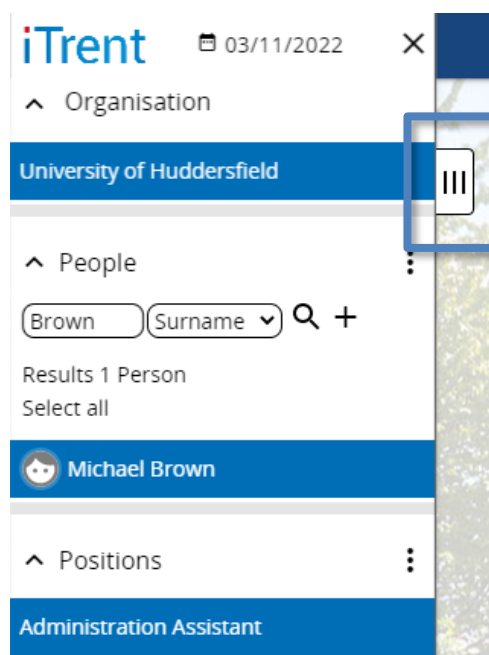 iTrent 03/11/2022
Organisation
University of Huddersfield
People
Brown Surname
Results 1 Person
Select all
Michael Brown
Positions
Administration Assistant